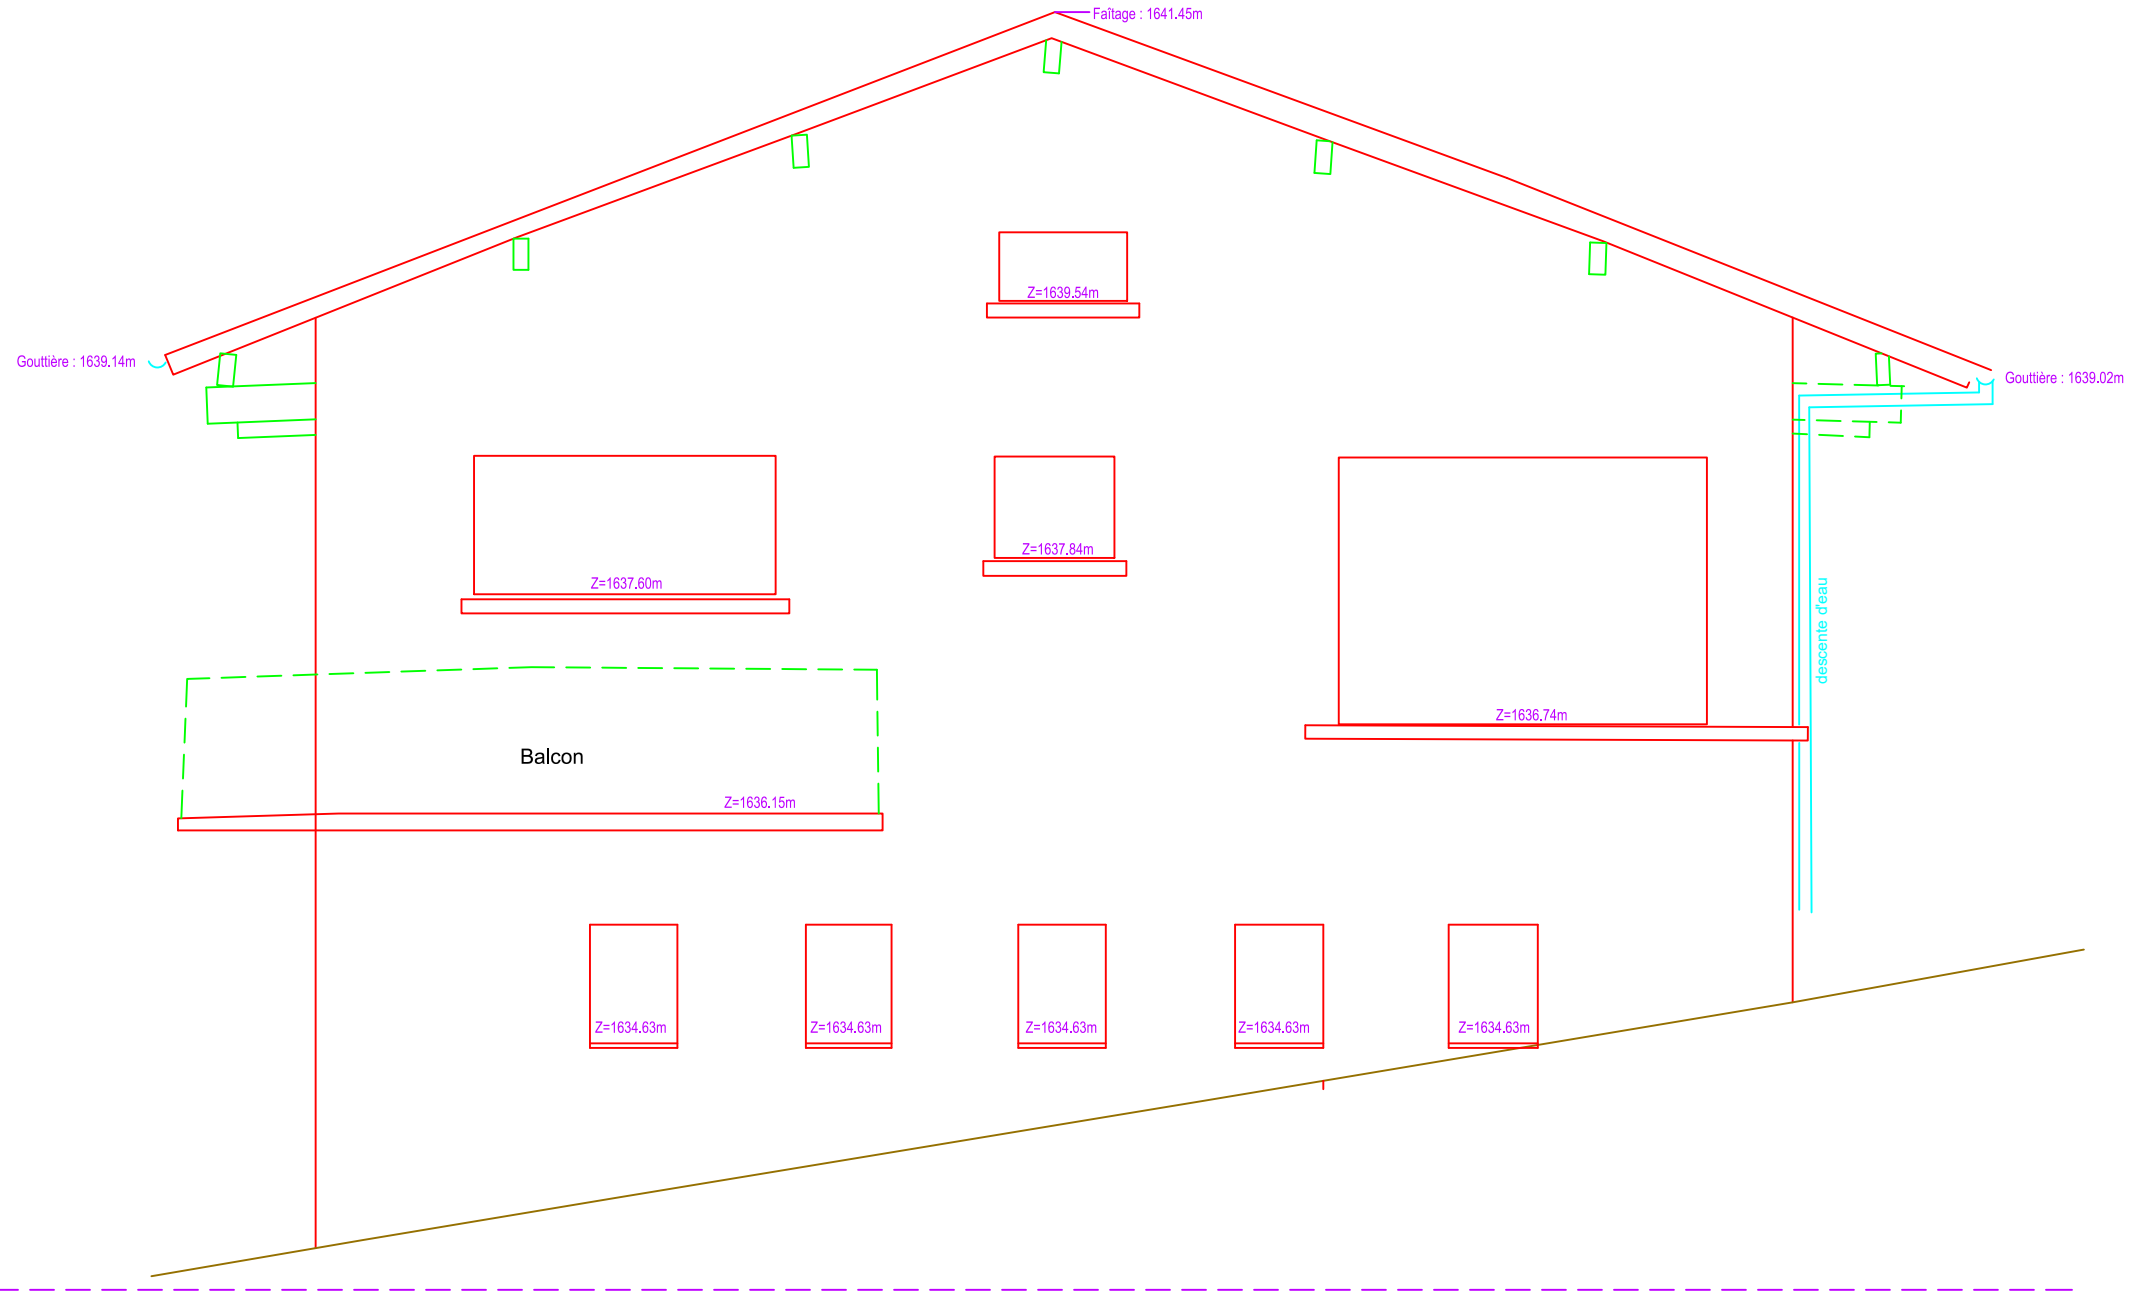 Faîtage : 1641.45m
Z=1639.54m
Gouttière : 1639.14m
Gouttière : 1639.02m
Z=1637.84m
Z=1637.60m
descente d'eau
Z=1636.74m
Balcon
Z=1636.15m
Z=1634.63m
Z=1634.63m
Z=1634.63m
Z=1634.63m
Z=1634.63m